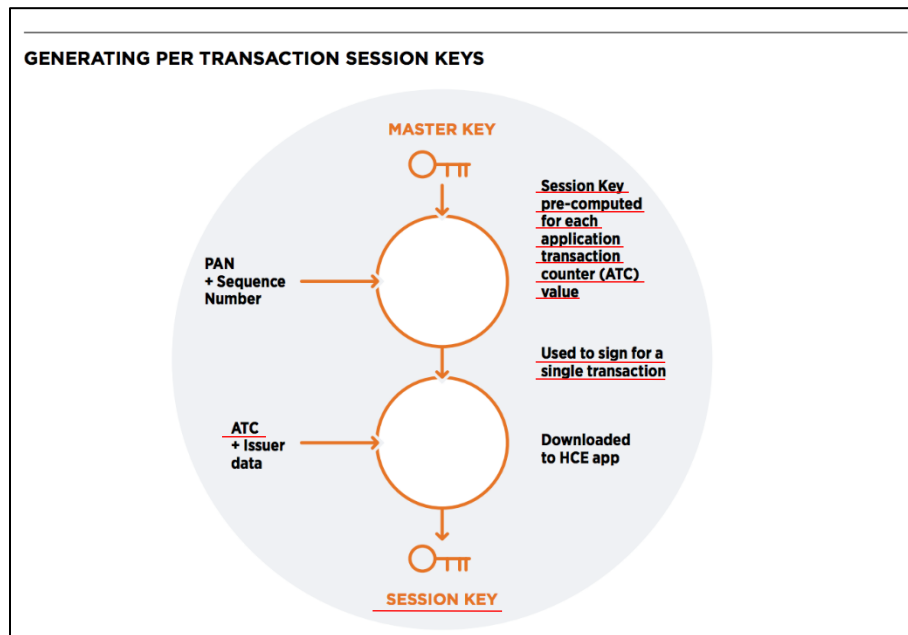 GENERATING PER TRANSACTION SESSION KEYS
MASTER KEY
Session Key
pre-computed
for each
application
transaction
counter (ATC)
value
PAN
+ Sequence
Number
Used to sign for a
single transaction
ATC
+ Issuer
data
Downloaded
to HCE app
SESSION KEY